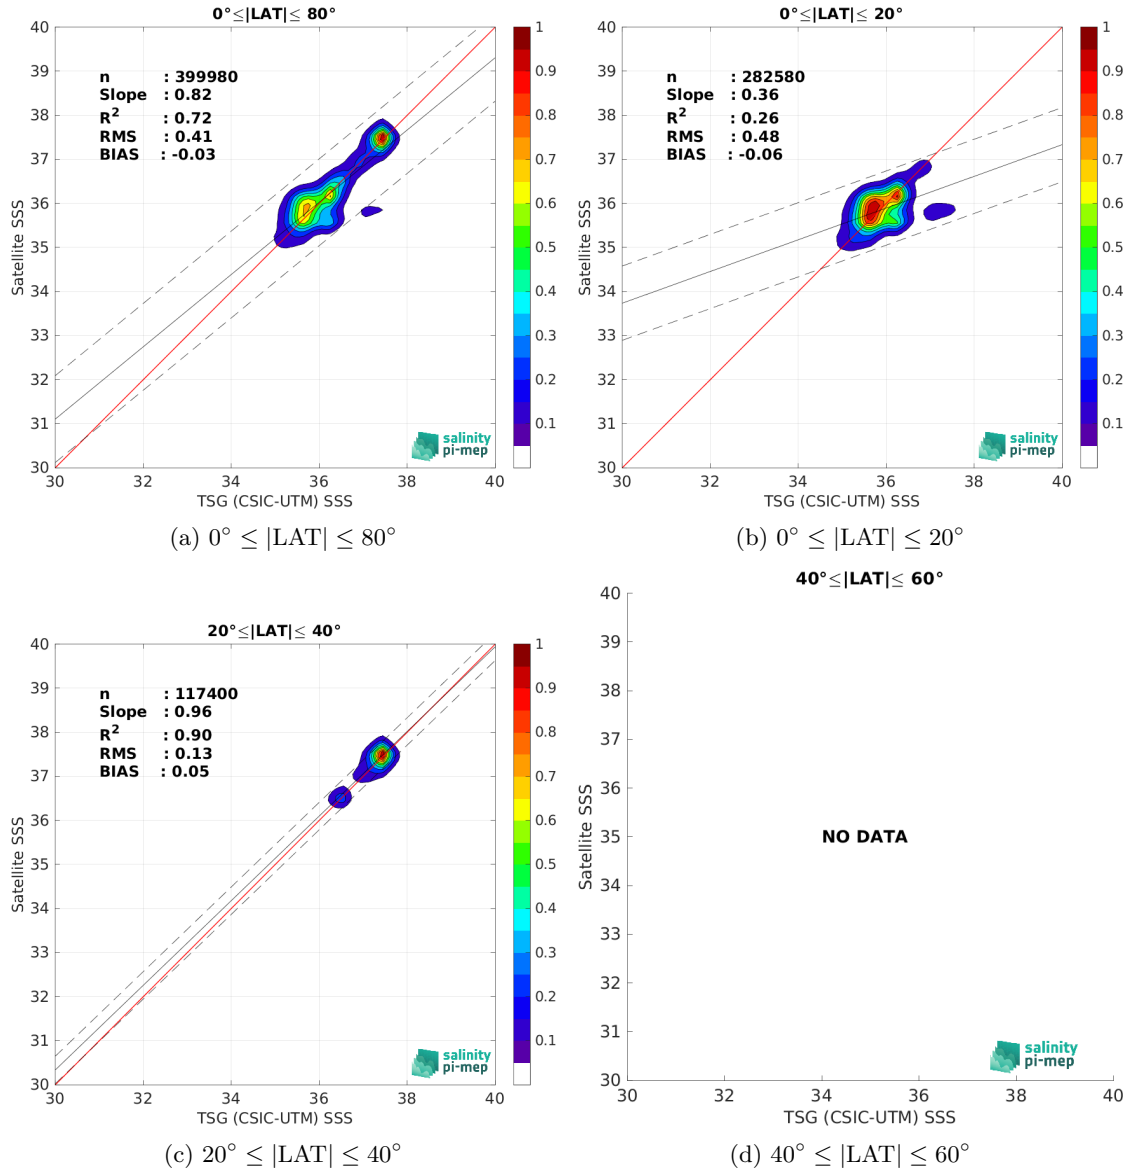 0°≤|LAT|≤ 80°
40
39
38
37
36
35
34
33
32
31
30
30 32 34 36 38 40
Satellite SSS
TSG (CSIC-UTM) SSS
n : 399980
Slope : 0.82
R² : 0.72
RMS : 0.41
BIAS : -0.03
1
0.9
0.8
0.7
0.6
0.5
0.4
0.3
0.2
0.1
salinity
pi-mep
(a) 0° ≤ |LAT| ≤ 80°
0°≤|LAT|≤ 20°
40
39
38
37
36
35
34
33
32
31
30
30 32 34 36 38 40
Satellite SSS
TSG (CSIC-UTM) SSS
n : 282580
Slope : 0.36
R² : 0.26
RMS : 0.48
BIAS : -0.06
1
0.9
0.8
0.7
0.6
0.5
0.4
0.3
0.2
0.1
salinity
pi-mep
(b) 0° ≤ |LAT| ≤ 20°
20°≤|LAT|≤ 40°
40
39
38
37
36
35
34
33
32
31
30
30 32 34 36 38 40
Satellite SSS
TSG (CSIC-UTM) SSS
n : 117400
Slope : 0.96
R² : 0.90
RMS : 0.13
BIAS : 0.05
1
0.9
0.8
0.7
0.6
0.5
0.4
0.3
0.2
0.1
salinity
pi-mep
(c) 20° ≤ |LAT| ≤ 40°
40°≤|LAT|≤ 60°
40
39
38
37
36
35
34
33
32
31
30
30 32 34 36 38 40
Satellite SSS
TSG (CSIC-UTM) SSS
NO DATA
salinity
pi-mep
(d) 40° ≤ |LAT| ≤ 60°